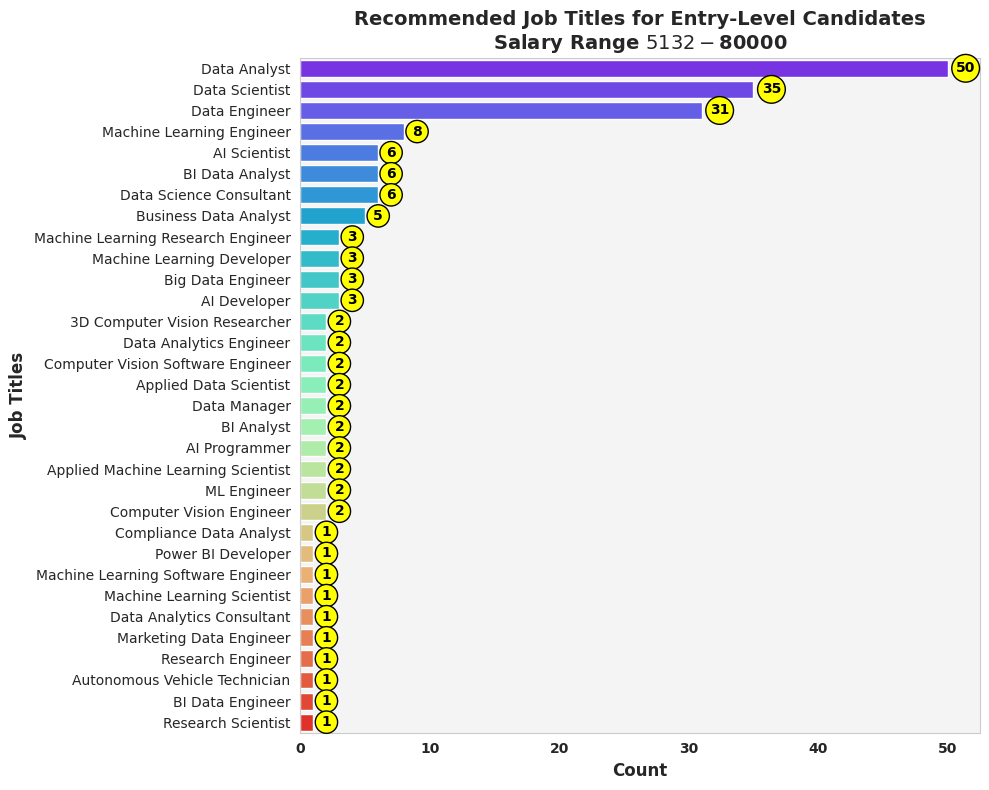 Recommended Job Titles for Entry-Level Candidates
Salary Range 5132 − 80000
Data Analyst 50
Data Scientist 35
Data Engineer 31
Machine Learning Engineer 8
AI Scientist 6
BI Data Analyst 6
Data Science Consultant 6
Business Data Analyst 5
Machine Learning Research Engineer 3
Machine Learning Developer 3
Big Data Engineer 3
AI Developer 3
3D Computer Vision Researcher 2
Data Analytics Engineer 2
Computer Vision Software Engineer 2
Applied Data Scientist 2
Data Manager 2
BI Analyst 2
AI Programmer 2
Applied Machine Learning Scientist 2
ML Engineer 2
Computer Vision Engineer 2
Compliance Data Analyst 1
Power BI Developer 1
Machine Learning Software Engineer 1
Machine Learning Scientist 1
Data Analytics Consultant 1
Marketing Data Engineer 1
Research Engineer 1
Autonomous Vehicle Technician 1
BI Data Engineer 1
Research Scientist 1
Job Titles
0 10 20 30 40 50
Count